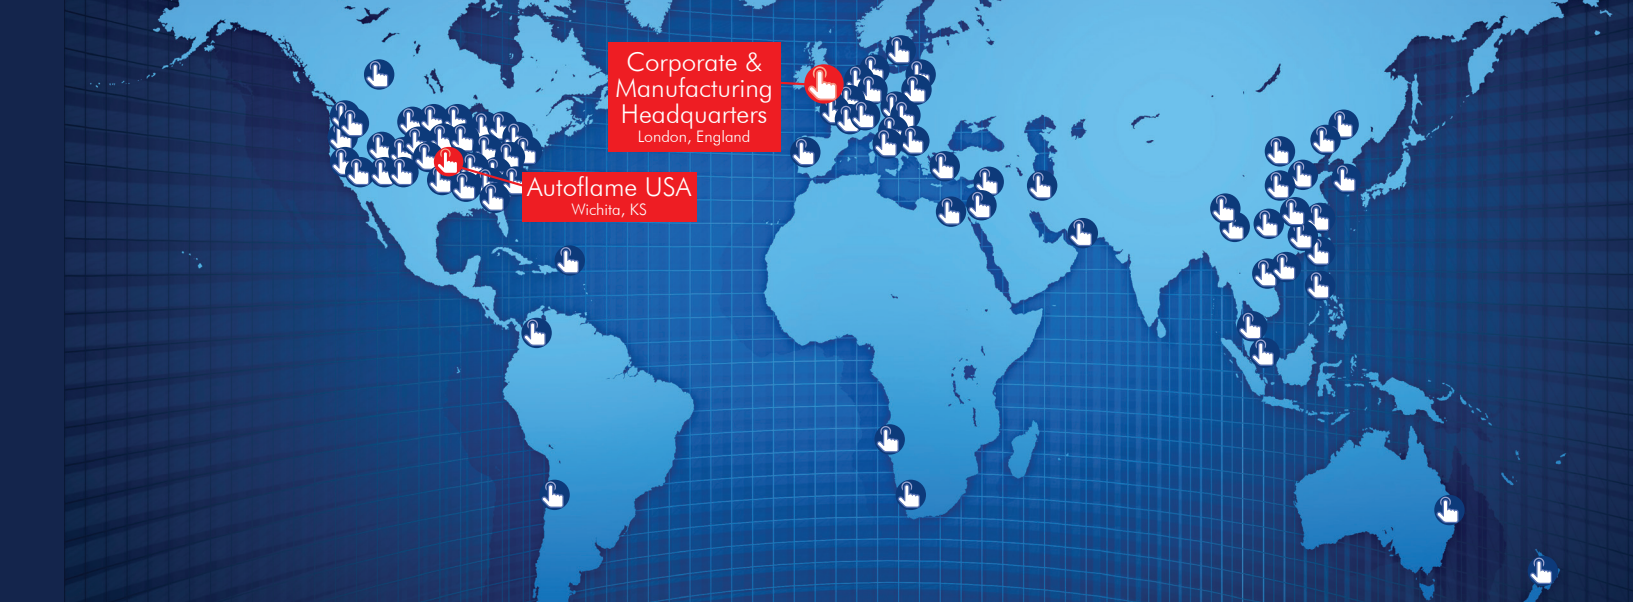 Corporate &
Manufacturing
Headquarters
London, England
Autoflame USA
Wichita, KS